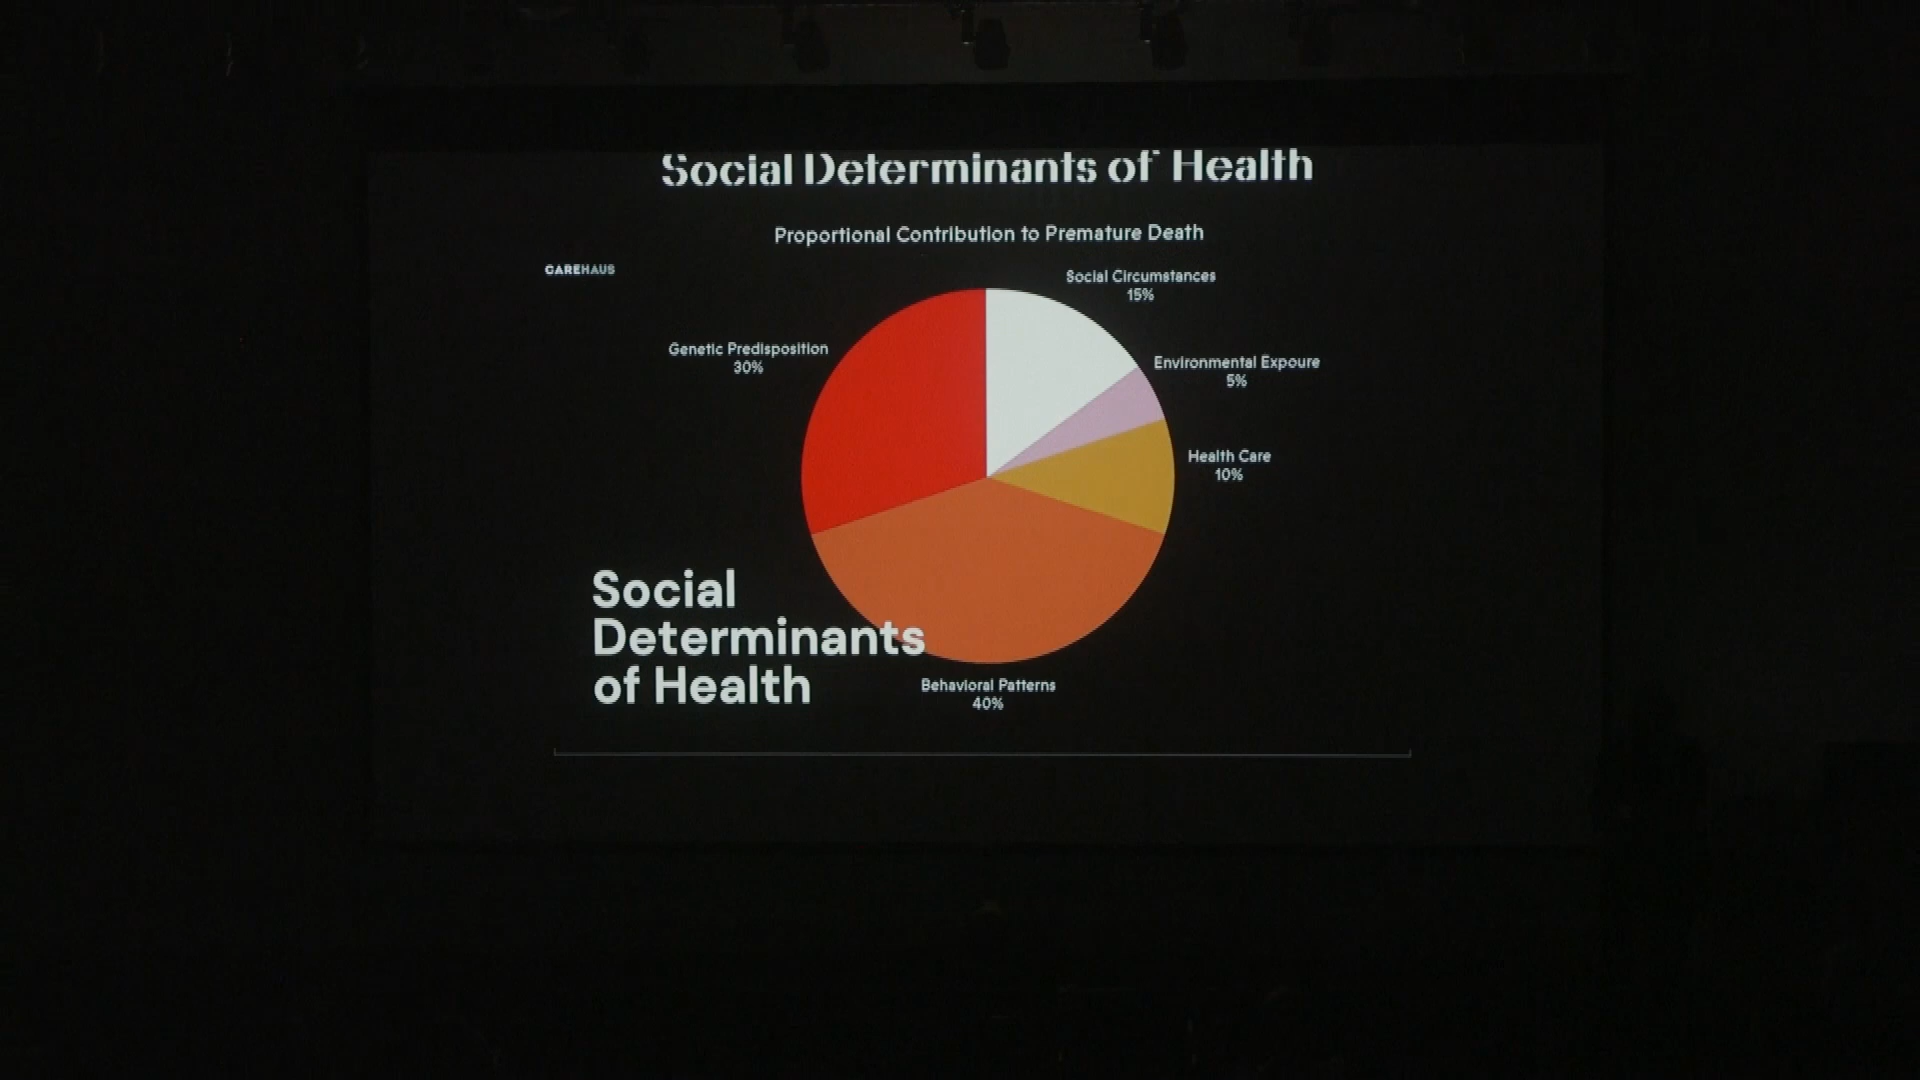 Social Determinants of Health
Proportional Contribution to Premature Death
CAREHAUS
Social Circumstances
15%
Genetic Predisposition
30%
Environmental Expoure
5%
Health Care
10%
Social
Determinants
of Health
Behavioral Patterns
40%